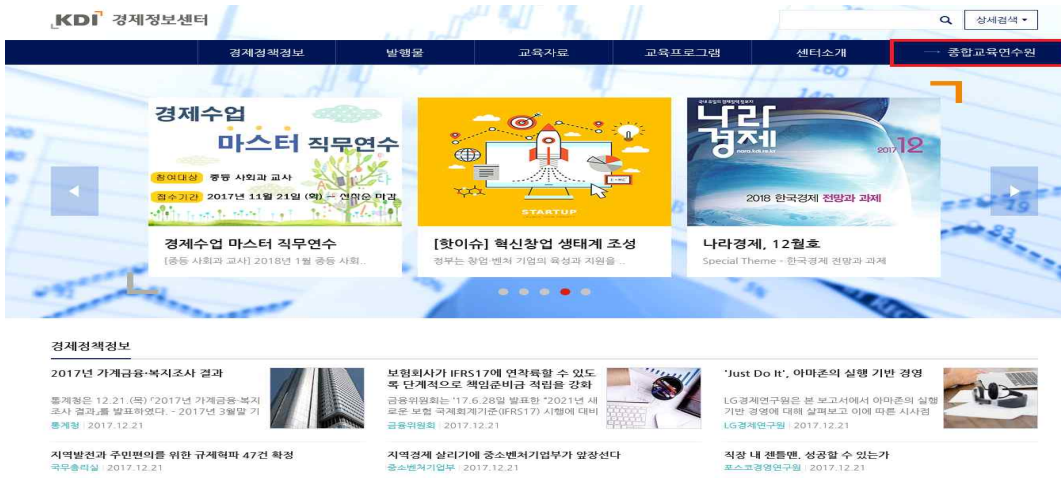 KDI 경제정보센터
상세검색
경제정책정보 발행물 교육자료 교육프로그램 센터소개 종합교육연수원
경제수업
마스터 직무연수
참여대상 중등 사회과 교사
접수기간 2017년 11월 21일 (화) ~ 선착순 마감
경제수업 마스터 직무연수
[중등 사회과 교사] 2018년 1월 중등 사회..
STARTUP
[핫이슈] 혁신창업 생태계 조성
정부는 창업·벤처 기업의 육성과 지원을 ..
나라
경제
2017 12
2018 한국경제 전망과 과제
나라경제, 12월호
Special Theme - 한국경제 전망과 과제
경제정책정보
2017년 가계금융·복지조사 결과
통계청은 12.21.(목) 「2017년 가계금융·복지
조사 결과」를 발표하였다. - 2017년 3월말 기
통계청 2017.12.21
보험회사가 IFRS17에 연착륙할 수 있도
록 단계적으로 책임준비금 적립을 강화
금융위원회는 '17.6.28일 발표한 "2021년 새
로운 보험 국제회계기준(IFRS17) 시행에 대비
금융위원회 2017.12.21
'Just Do It', 아마존의 실행 기반 경영
LG경제연구원은 본 보고서에서 아마존의 실행
기반 경영에 대해 살펴보고 이에 따른 시사점
LG경제연구원 2017.12.21
지역발전과 주민편의를 위한 규제혁파 47건 확정
국무총리실 2017.12.21
지역경제 살리기에 중소벤처기업부가 앞장선다
중소벤처기업부 2017.12.21
직장 내 젠틀맨, 성공할 수 있는가
포스코경영연구원 2017.12.21